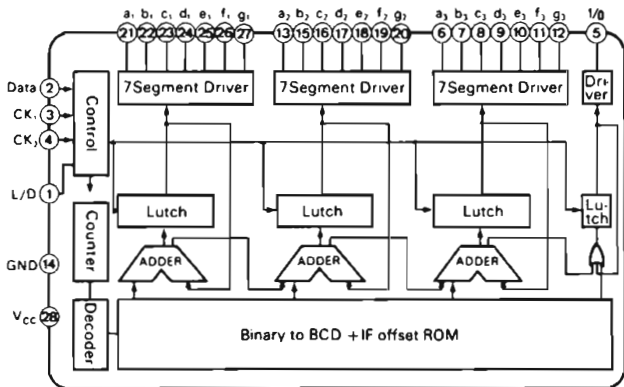 a₁ b₁ c₁ d₁ e₁ f₁ g₁ a₂ b₂ c₂ d₂ e₂ f₂ g₂ a₃ b₃ c₃ d₃ e₃ f₃ g₃ 1/0
21 22 23 24 25 26 27 13 15 16 17 18 19 20 6 7 8 9 10 11 12 5
Data 2
CK₁ 3
CK₂ 4
L/D 1
GND 14
Vcc 28
Control
Counter
Decoder
7Segment Driver
7Segment Driver
7Segment Driver
Dri
ver
Lutch
Lutch
Lutch
Lu-
tch
ADDER
ADDER
ADDER
Binary to BCD + IF offset ROM